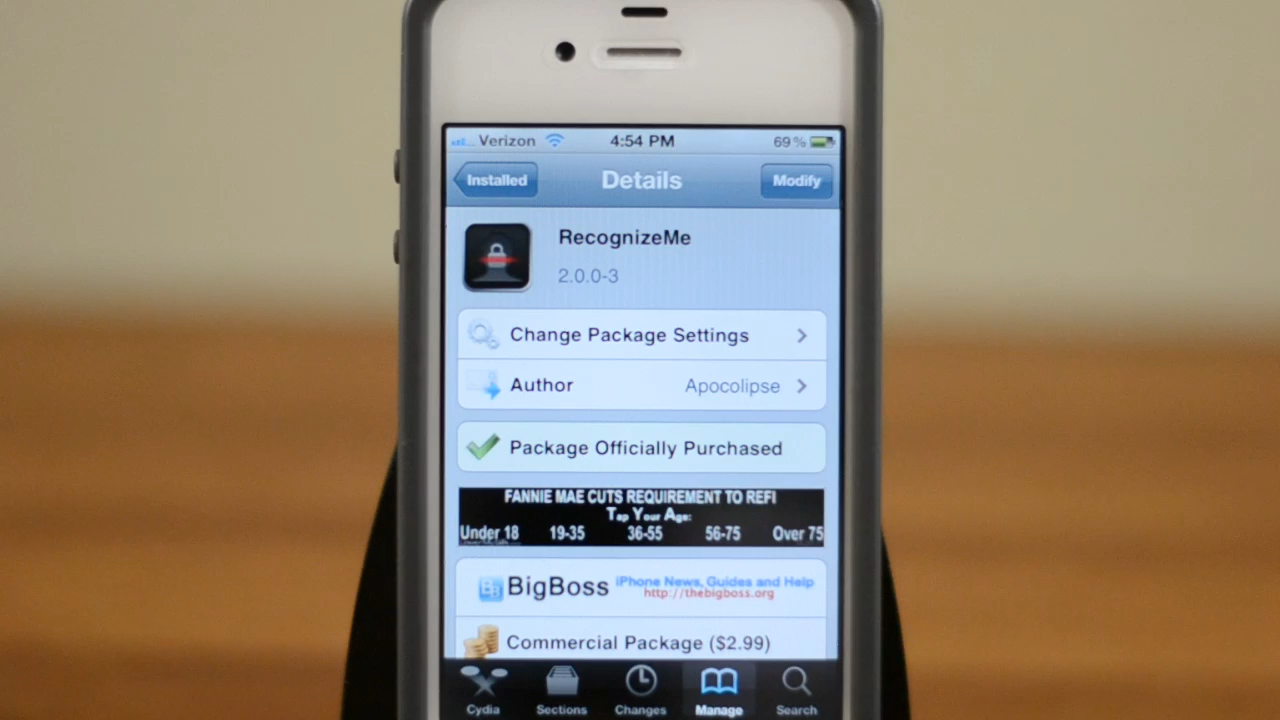 Verizon 4:54 PM 69%
Installed Details Modify
RecognizeMe
2.0.0-3
Change Package Settings
Author Apocolipse
Package Officially Purchased
FANNIE MAE CUTS REQUIREMENT TO REFI
Tap Your Age:
Under 18 19-35 36-55 56-75 Over 75
BigBoss iPhone News, Guides and Help
http://thebigboss.org
Commercial Package ($2.99)
Cydia Sections Changes Manage Search